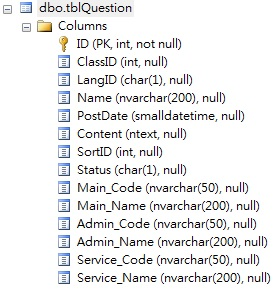 dbo.tblQuestion
Columns
ID (PK, int, not null)
ClassID (int, null)
LangID (char(1), null)
Name (nvarchar(200), null)
PostDate (smalldatetime, null)
Content (ntext, null)
SortID (int, null)
Status (char(1), null)
Main_Code (nvarchar(50), null)
Main_Name (nvarchar(200), null)
Admin_Code (nvarchar(50), null)
Admin_Name (nvarchar(200), null)
Service_Code (nvarchar(50), null)
Service_Name (nvarchar(200), null)